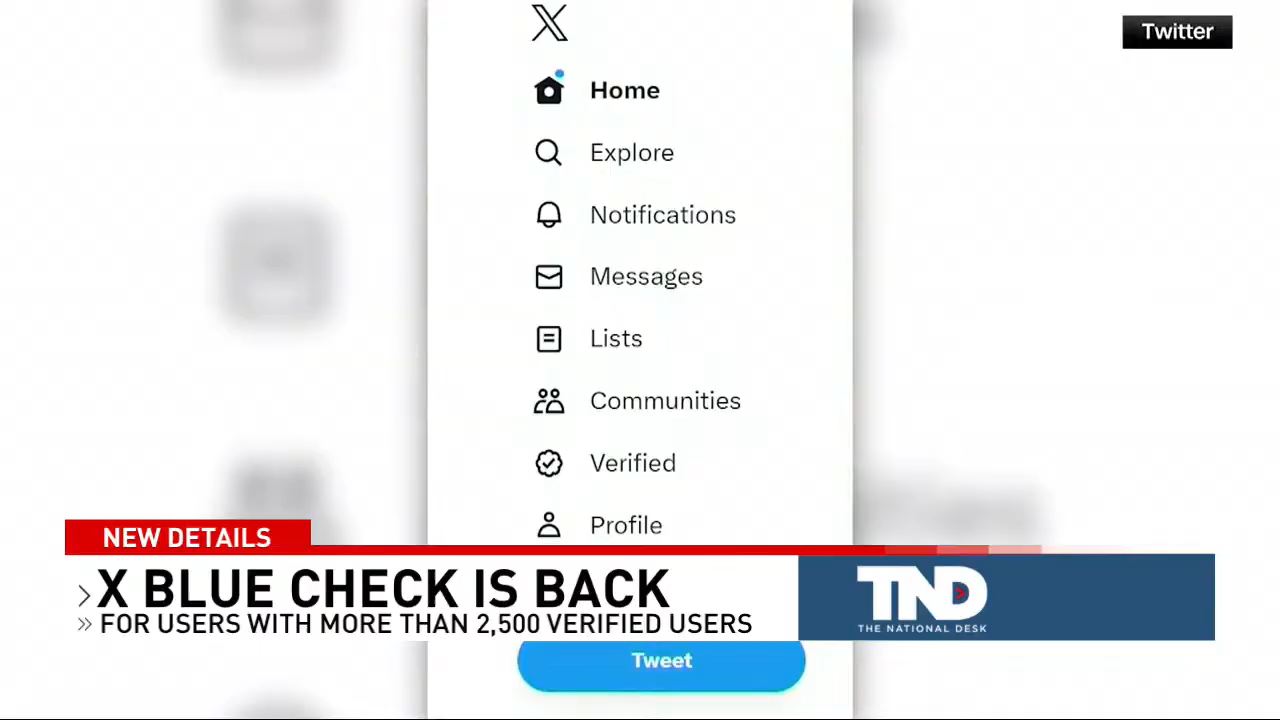 Twitter
Home
Explore
Notifications
Messages
Lists
Communities
Verified
Profile
NEW DETAILS
X BLUE CHECK IS BACK
FOR USERS WITH MORE THAN 2,500 VERIFIED USERS
TND
THE NATIONAL DESK
Tweet